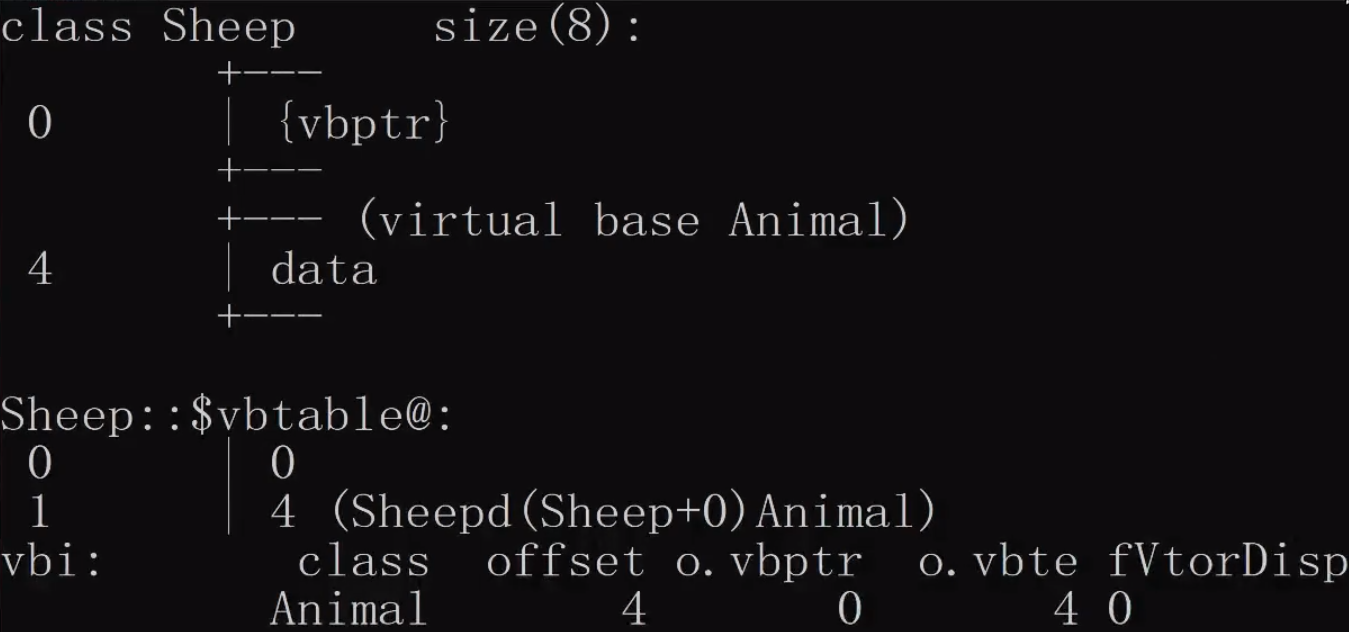 class Sheep	size(8):
	+---
 0	| {vbptr}
	+---
	+--- (virtual base Animal)
 4	| data
	+---
Sheep::$vbtable@:
 0	| 0
 1	| 4 (Sheepd(Sheep+0)Animal)
vbi:	   class  offset o.vbptr  o.vbte fVtorDisp
	  Animal       4       0       4 0